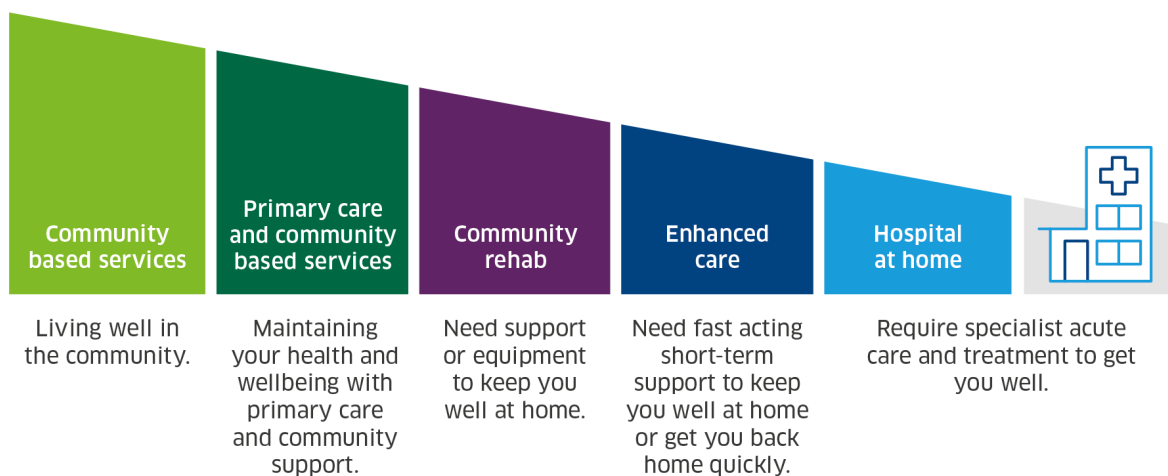 Community
based services
Primary care
and community
based services
Community
rehab
Enhanced
care
Hospital
at home
Living well in
the community.
Maintaining
your health and
wellbeing with
primary care
and community
support.
Need support
or equipment
to keep you
well at home.
Need fast acting
short-term
support to keep
you well at home
or get you back
home quickly.
Require specialist acute
care and treatment to get
you well.